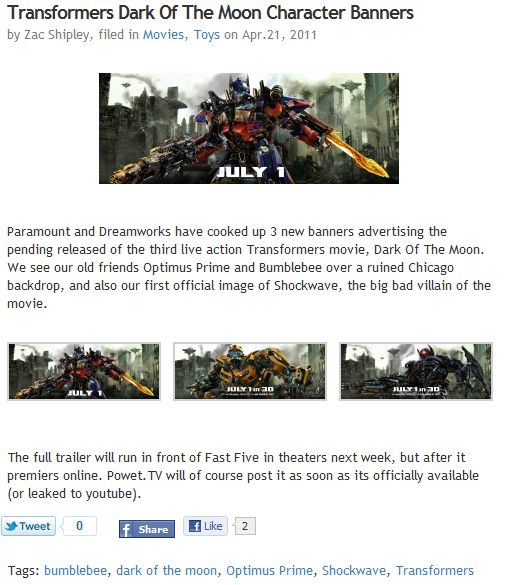 Transformers Dark Of The Moon Character Banners
by Zac Shipley, filed in Movies, Toys on Apr.21, 2011
JULY 1
Paramount and Dreamworks have cooked up 3 new banners advertising the
pending released of the third live action Transformers movie, Dark Of The Moon.
We see our old friends Optimus Prime and Bumblebee over a ruined Chicago
backdrop, and also our first official image of Shockwave, the big bad villain of the
movie.
JULY 1
JULY 1 in 3D
JULY 1 in 3D
The full trailer will run in front of Fast Five in theaters next week, but after it
premiers online. Powet.TV will of course post it as soon as its officially available
(or leaked to youtube).
Tweet 0 Share Like 2
Tags: bumblebee, dark of the moon, Optimus Prime, Shockwave, Transformers